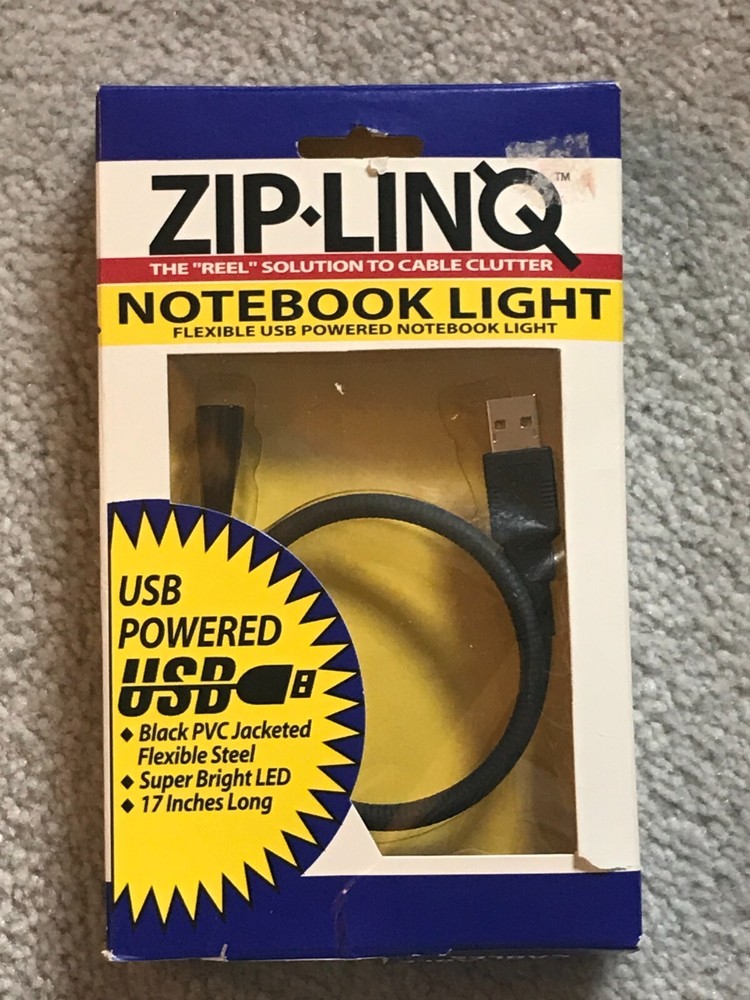 ZIP·LINQ™
THE "REEL" SOLUTION TO CABLE CLUTTER
NOTEBOOK LIGHT
FLEXIBLE USB POWERED NOTEBOOK LIGHT
USB
POWERED
USB
◆ Black PVC Jacketed
Flexible Steel
◆ Super Bright LED
◆ 17 Inches Long